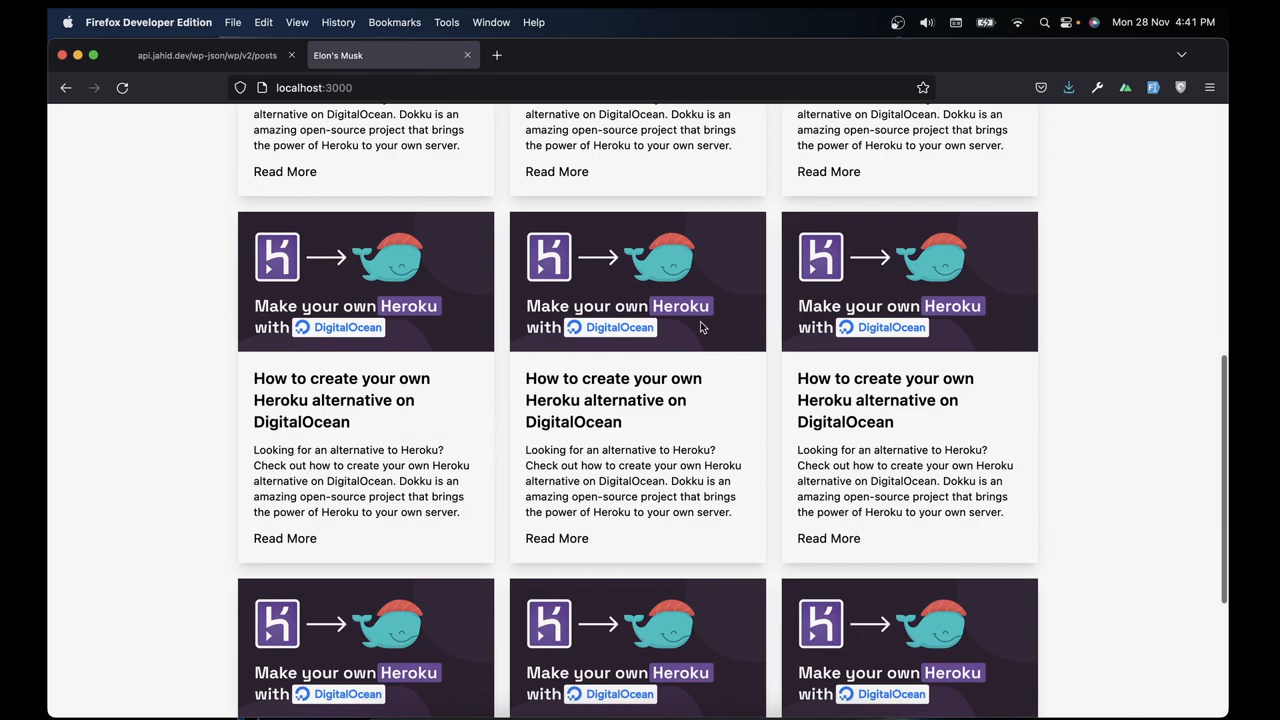 Firefox Developer Edition File Edit View History Bookmarks Tools Window Help Mon 28 Nov 4:41 PM
api.jahid.dev/wp-json/wp/v2/posts Elon's Musk
localhost:3000
alternative on DigitalOcean. Dokku is an
amazing open-source project that brings
the power of Heroku to your own server.
Read More
alternative on DigitalOcean. Dokku is an
amazing open-source project that brings
the power of Heroku to your own server.
Read More
alternative on DigitalOcean. Dokku is an
amazing open-source project that brings
the power of Heroku to your own server.
Read More
Make your own Heroku
with DigitalOcean
How to create your own
Heroku alternative on
DigitalOcean
Looking for an alternative to Heroku?
Check out how to create your own Heroku
alternative on DigitalOcean. Dokku is an
amazing open-source project that brings
the power of Heroku to your own server.
Read More
Make your own Heroku
with DigitalOcean
How to create your own
Heroku alternative on
DigitalOcean
Looking for an alternative to Heroku?
Check out how to create your own Heroku
alternative on DigitalOcean. Dokku is an
amazing open-source project that brings
the power of Heroku to your own server.
Read More
Make your own Heroku
with DigitalOcean
How to create your own
Heroku alternative on
DigitalOcean
Looking for an alternative to Heroku?
Check out how to create your own Heroku
alternative on DigitalOcean. Dokku is an
amazing open-source project that brings
the power of Heroku to your own server.
Read More
Make your own Heroku
with DigitalOcean
Make your own Heroku
with DigitalOcean
Make your own Heroku
with DigitalOcean